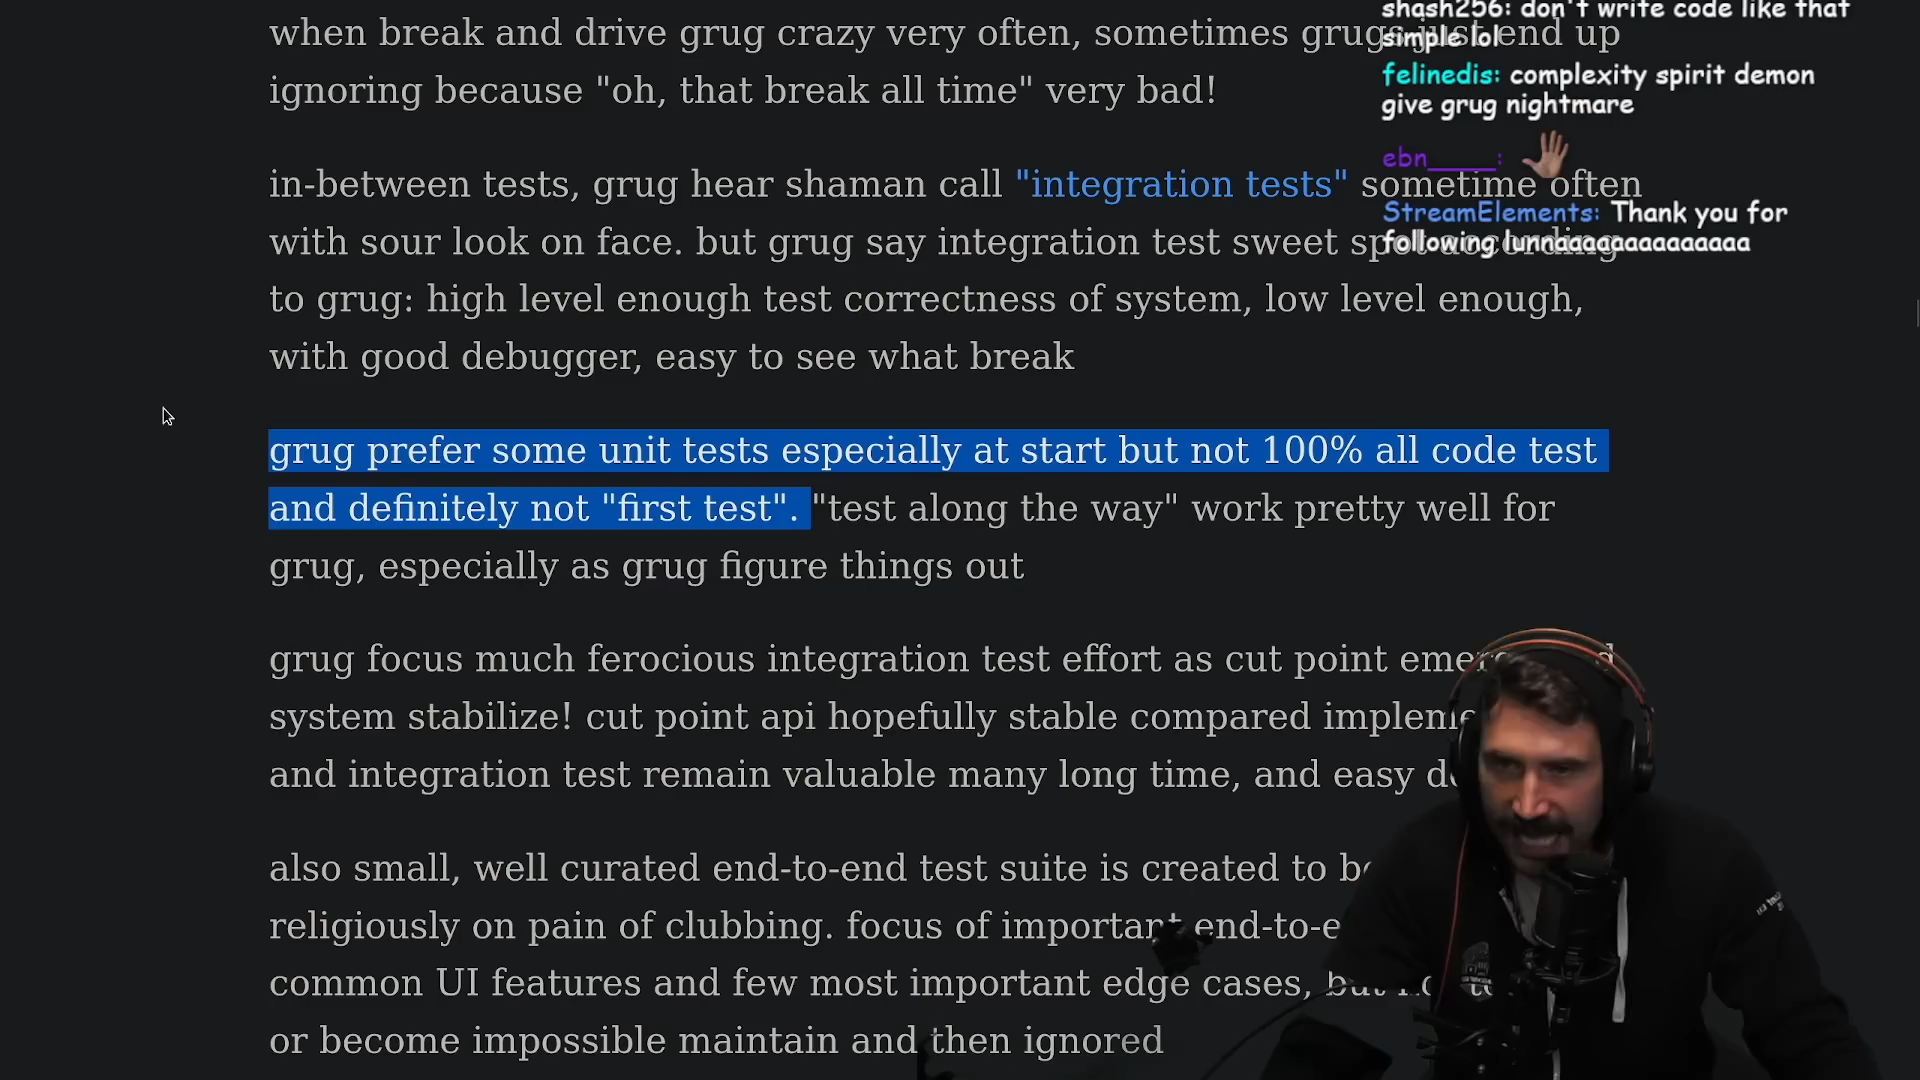 when break and drive grug crazy very often, sometimes grugs just end up
ignoring because "oh, that break all time" very bad!
in-between tests, grug hear shaman call "integration tests" sometime often
with sour look on face. but grug say integration test sweet spot according
to grug: high level enough test correctness of system, low level enough,
with good debugger, easy to see what break
grug prefer some unit tests especially at start but not 100% all code test
and definitely not "first test". "test along the way" work pretty well for
grug, especially as grug figure things out
grug focus much ferocious integration test effort as cut point
system stabilize! cut point api hopefully stable compared
and integration test remain valuable many long time, and easy
also small, well curated end-to-end test suite is created to
religiously on pain of clubbing. focus of important
common UI features and few most important edge cases, but
or become impossible maintain and then ignored
shash256: don't write code like that
simple lol
felinedis: complexity spirit demon
give grug nightmare
ebn_____: 🤚🏾
StreamElements: Thank you for
following lunnaaaqaaaaaaaaaaa